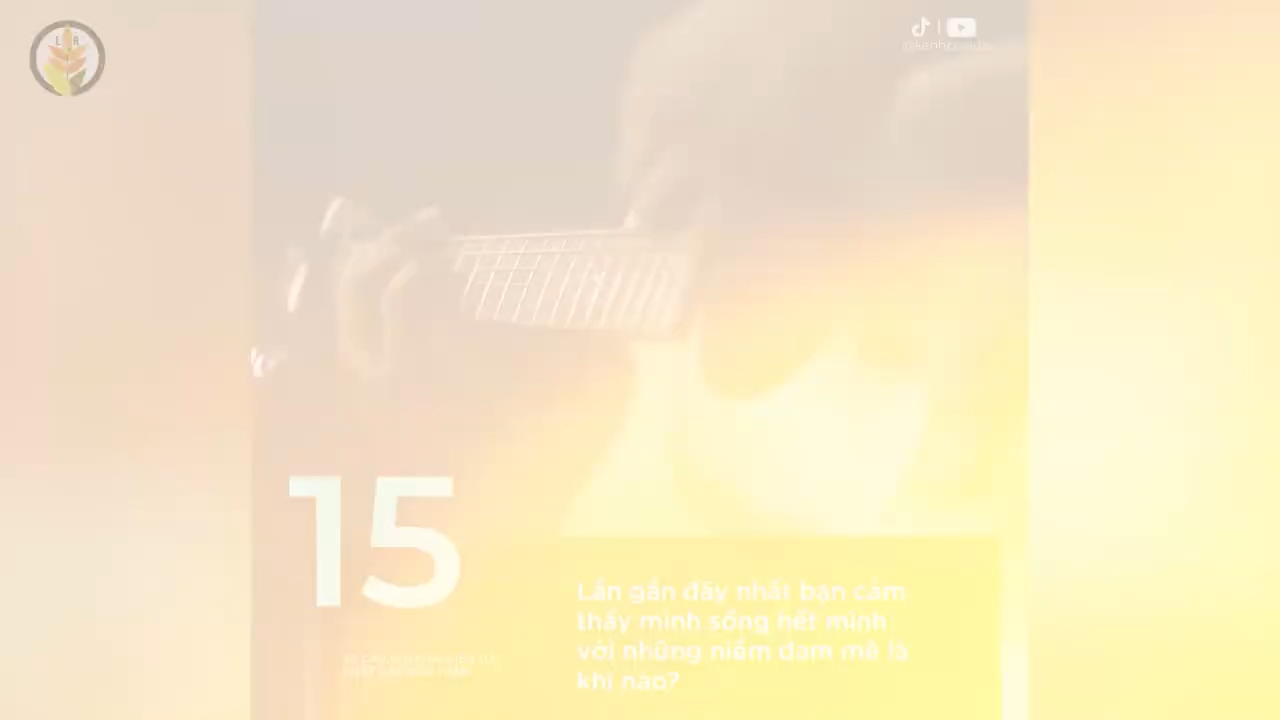 L R
15
Lần gần đây nhất bạn cảm
thấy mình sống hết mình
với những niềm đam mê là
khi nào?